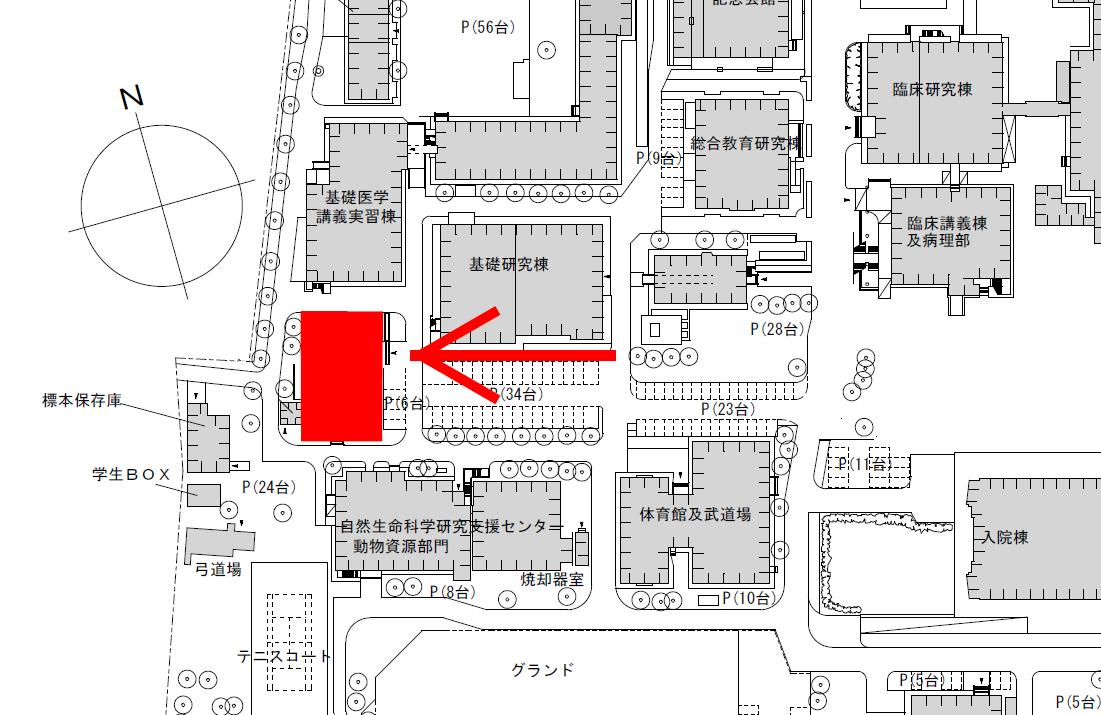 記念会館
P(56台)
N
臨床研究棟
総合教育研究棟
P(9台)
基礎医学
講義実習棟
臨床講義棟
及病理部
基礎研究棟
P(28台)
標本保存庫
P(6台)
P(34台)
P(23台)
学生BOX
P(24台)
P(11台)
自然生命科学研究支援センター
動物資源部門
体育館及武道場
入院棟
弓道場
焼却器室
P(8台)
P(10台)
テニスコート
グランド
P(5台)
P(5台)